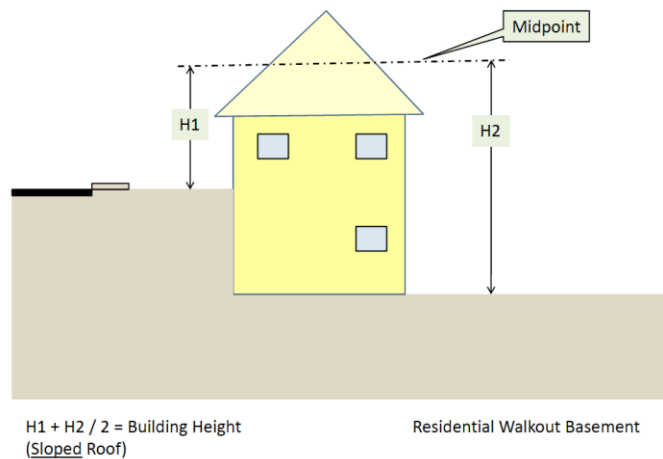 Midpoint
H1
H2
H1 + H2 / 2 = Building Height
(Sloped Roof)
Residential Walkout Basement